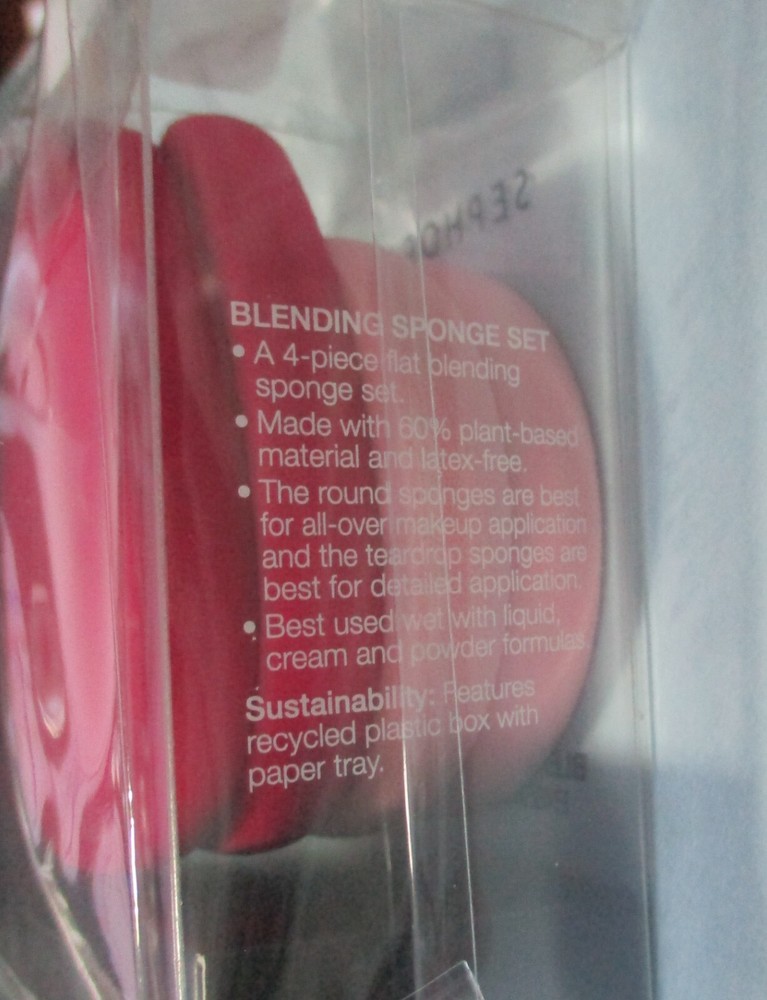 SEPHO
BLENDING SPONGE SET
• A 4-piece flat blending
sponge set.
• Made with 60% plant-based
material and latex-free.
• The round sponges are best
for all-over makeup application
and the teardrop sponges are
best for detailed application.
• Best used wet with liquid,
cream and powder formulas.
Sustainability: Features
recycled plastic box with
paper tray.